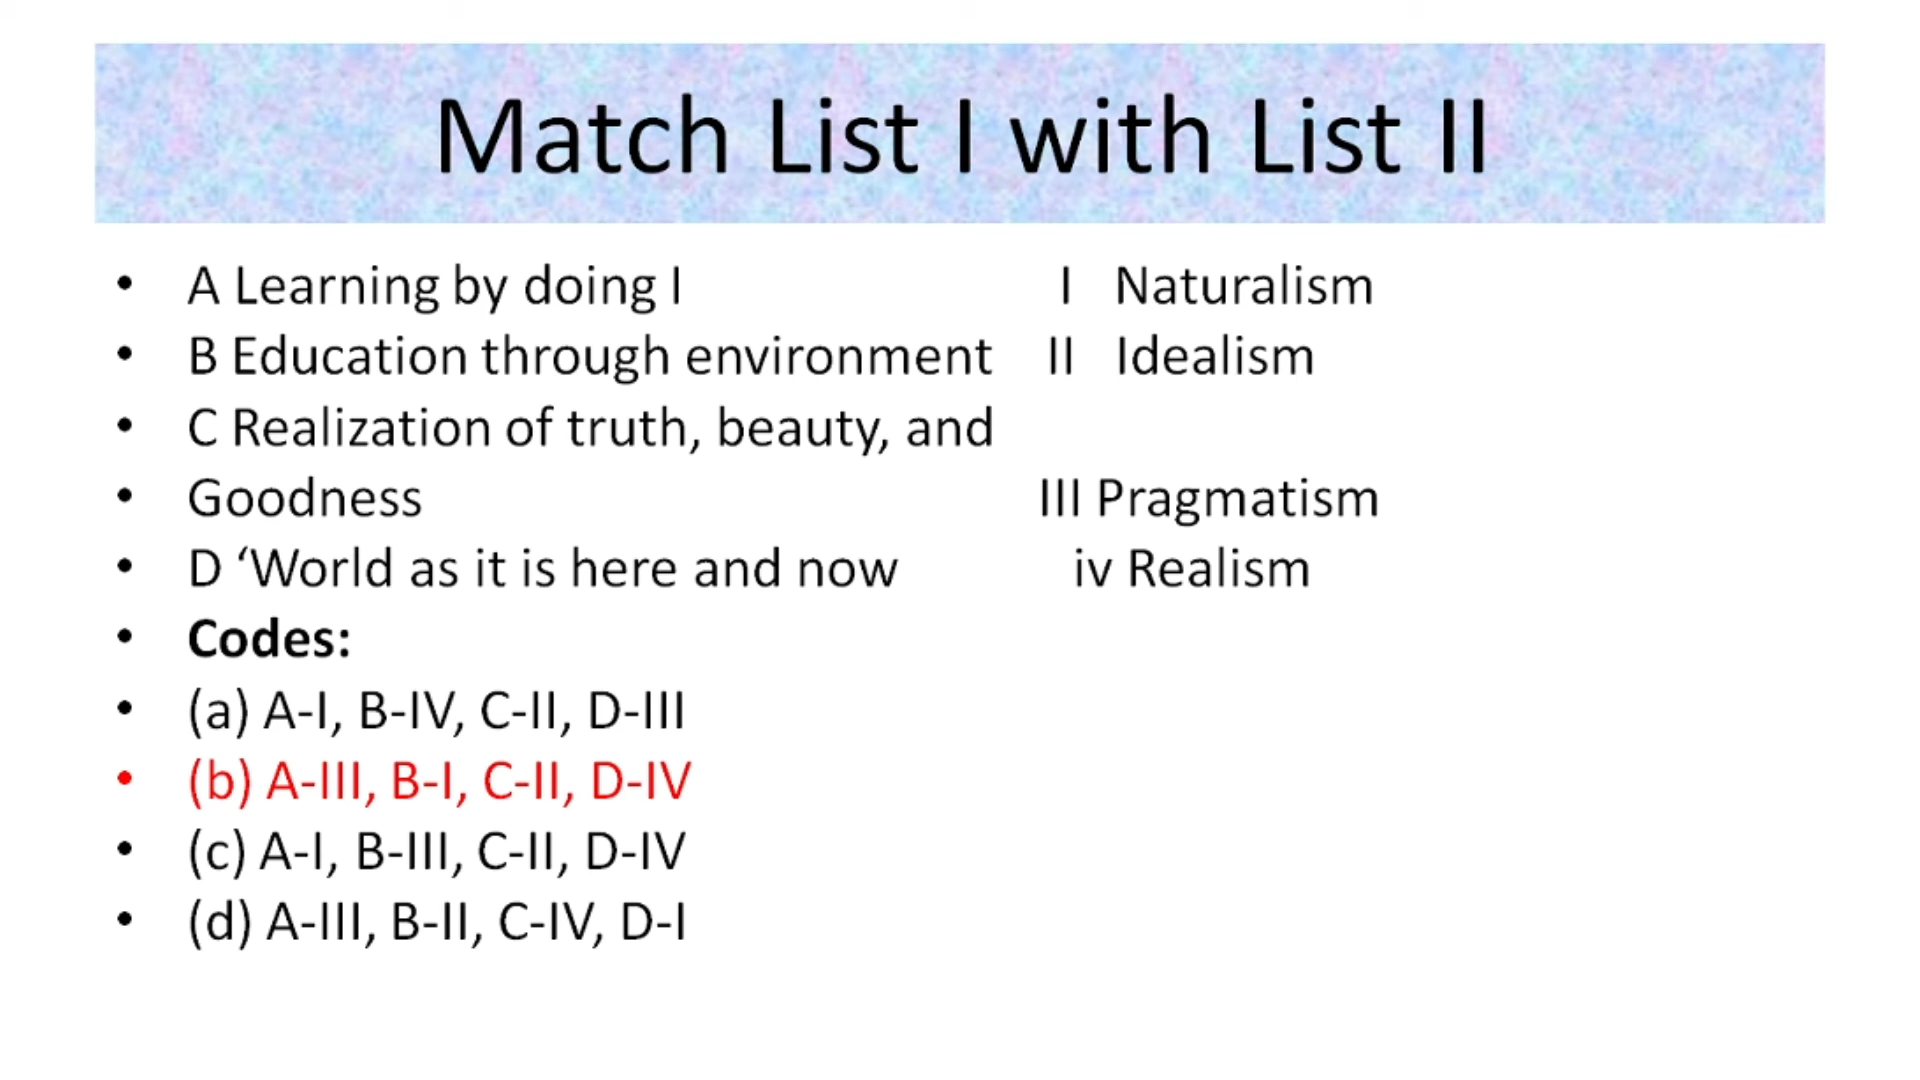 Match List I with List II
• A Learning by doing I I Naturalism
• B Education through environment II Idealism
• C Realization of truth, beauty, and
• Goodness III Pragmatism
• D ‘World as it is here and now iv Realism
• Codes:
• (a) A-I, B-IV, C-II, D-III
• (b) A-III, B-I, C-II, D-IV
• (c) A-I, B-III, C-II, D-IV
• (d) A-III, B-II, C-IV, D-I